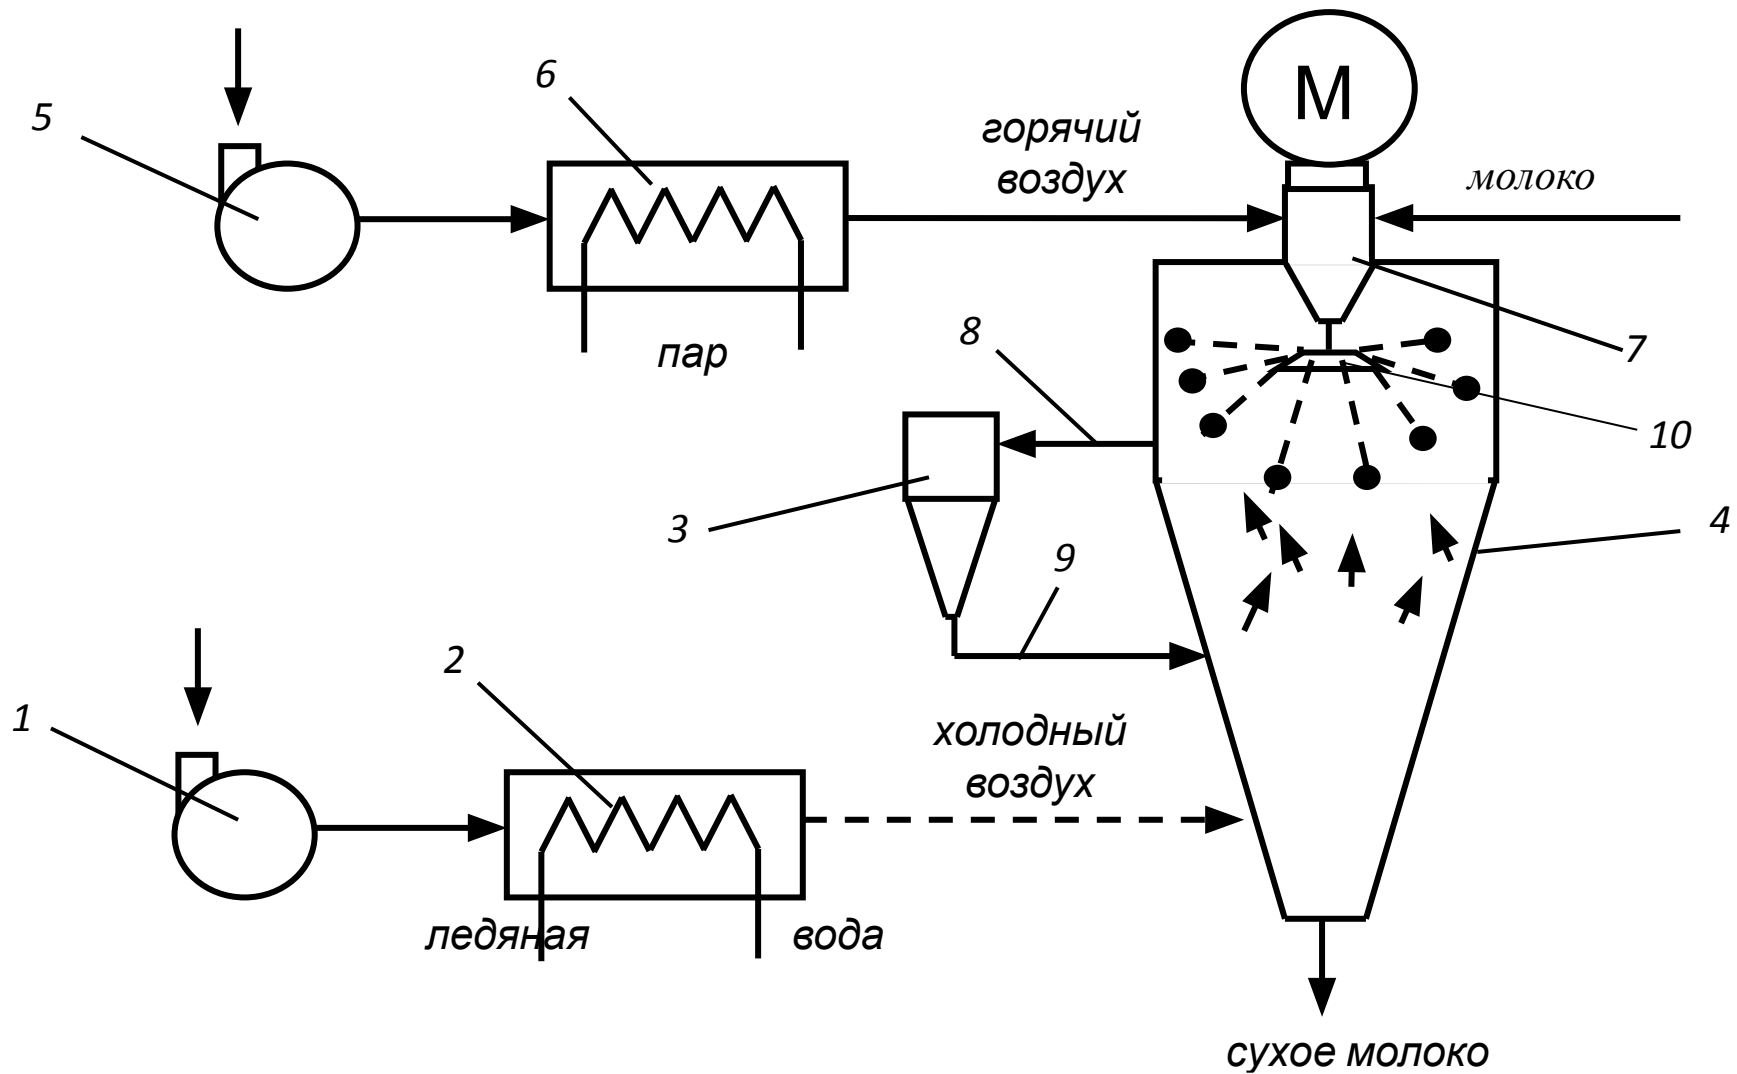 М
6
5
горячий
воздух
молоко
пар
8
7
10
3
4
9
2
1
холодный
воздух
ледяная вода
сухое молоко